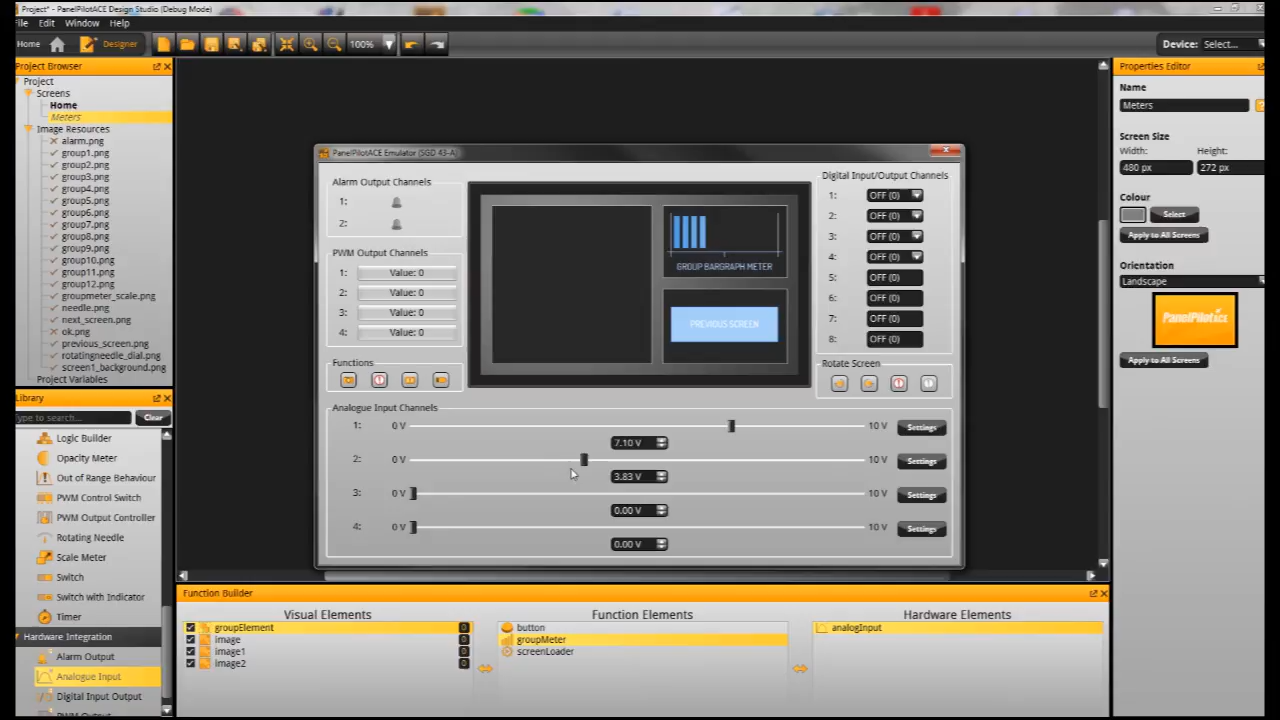 Project* - PanelPilotACE Design Studio (Debug Mode)
File Edit Window Help
Home Designer 100% Device: Select...
Project Browser
Project
Screens
Home
Meters
Image Resources
alarm.png
group1.png
group2.png
group3.png
group4.png
group5.png
group6.png
group7.png
group8.png
group9.png
group10.png
group11.png
group12.png
groupmeter_scale.png
needle.png
next_screen.png
ok.png
previous_screen.png
rotatingneedle_dial.png
screen1_background.png
Project Variables
Library
Type to search... Clear
Logic Builder
Opacity Meter
Out of Range Behaviour
PWM Control Switch
PWM Output Controller
Rotating Needle
Scale Meter
Switch
Switch with Indicator
Timer
Hardware Integration
Alarm Output
Analogue Input
Digital Input Output
PanelPilotACE Emulator (SGD 43-A)
Alarm Output Channels
1:
2:
PWM Output Channels
1: Value: 0
2: Value: 0
3: Value: 0
4: Value: 0
Functions
GROUP BARGRAPH METER
PREVIOUS SCREEN
Digital Input/Output Channels
1: OFF (0)
2: OFF (0)
3: OFF (0)
4: OFF (0)
5: OFF (0)
6: OFF (0)
7: OFF (0)
8: OFF (0)
Rotate Screen
Analogue Input Channels
1: 0 V 10 V Settings
7.10 V
2: 0 V 10 V Settings
3.83 V
3: 0 V 10 V Settings
0.00 V
4: 0 V 10 V Settings
0.00 V
Function Builder
Visual Elements
groupElement 0
image 0
image1 0
image2 0
Function Elements
button
groupMeter
screenLoader
Hardware Elements
analogInput
Properties Editor
Name
Meters
Screen Size
Width: Height:
480 px 272 px
Colour
Select
Apply to All Screens
Orientation
Landscape
PanelPilotACE
Apply to All Screens